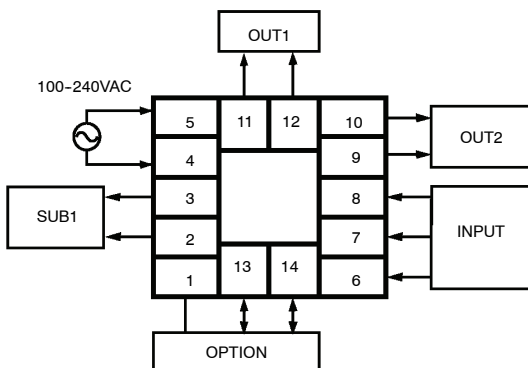 OUT1
100-240VAC
5 11 12 10
OUT2
4 9
3 8
SUB1
2 7
INPUT
1 13 14 6
OPTION